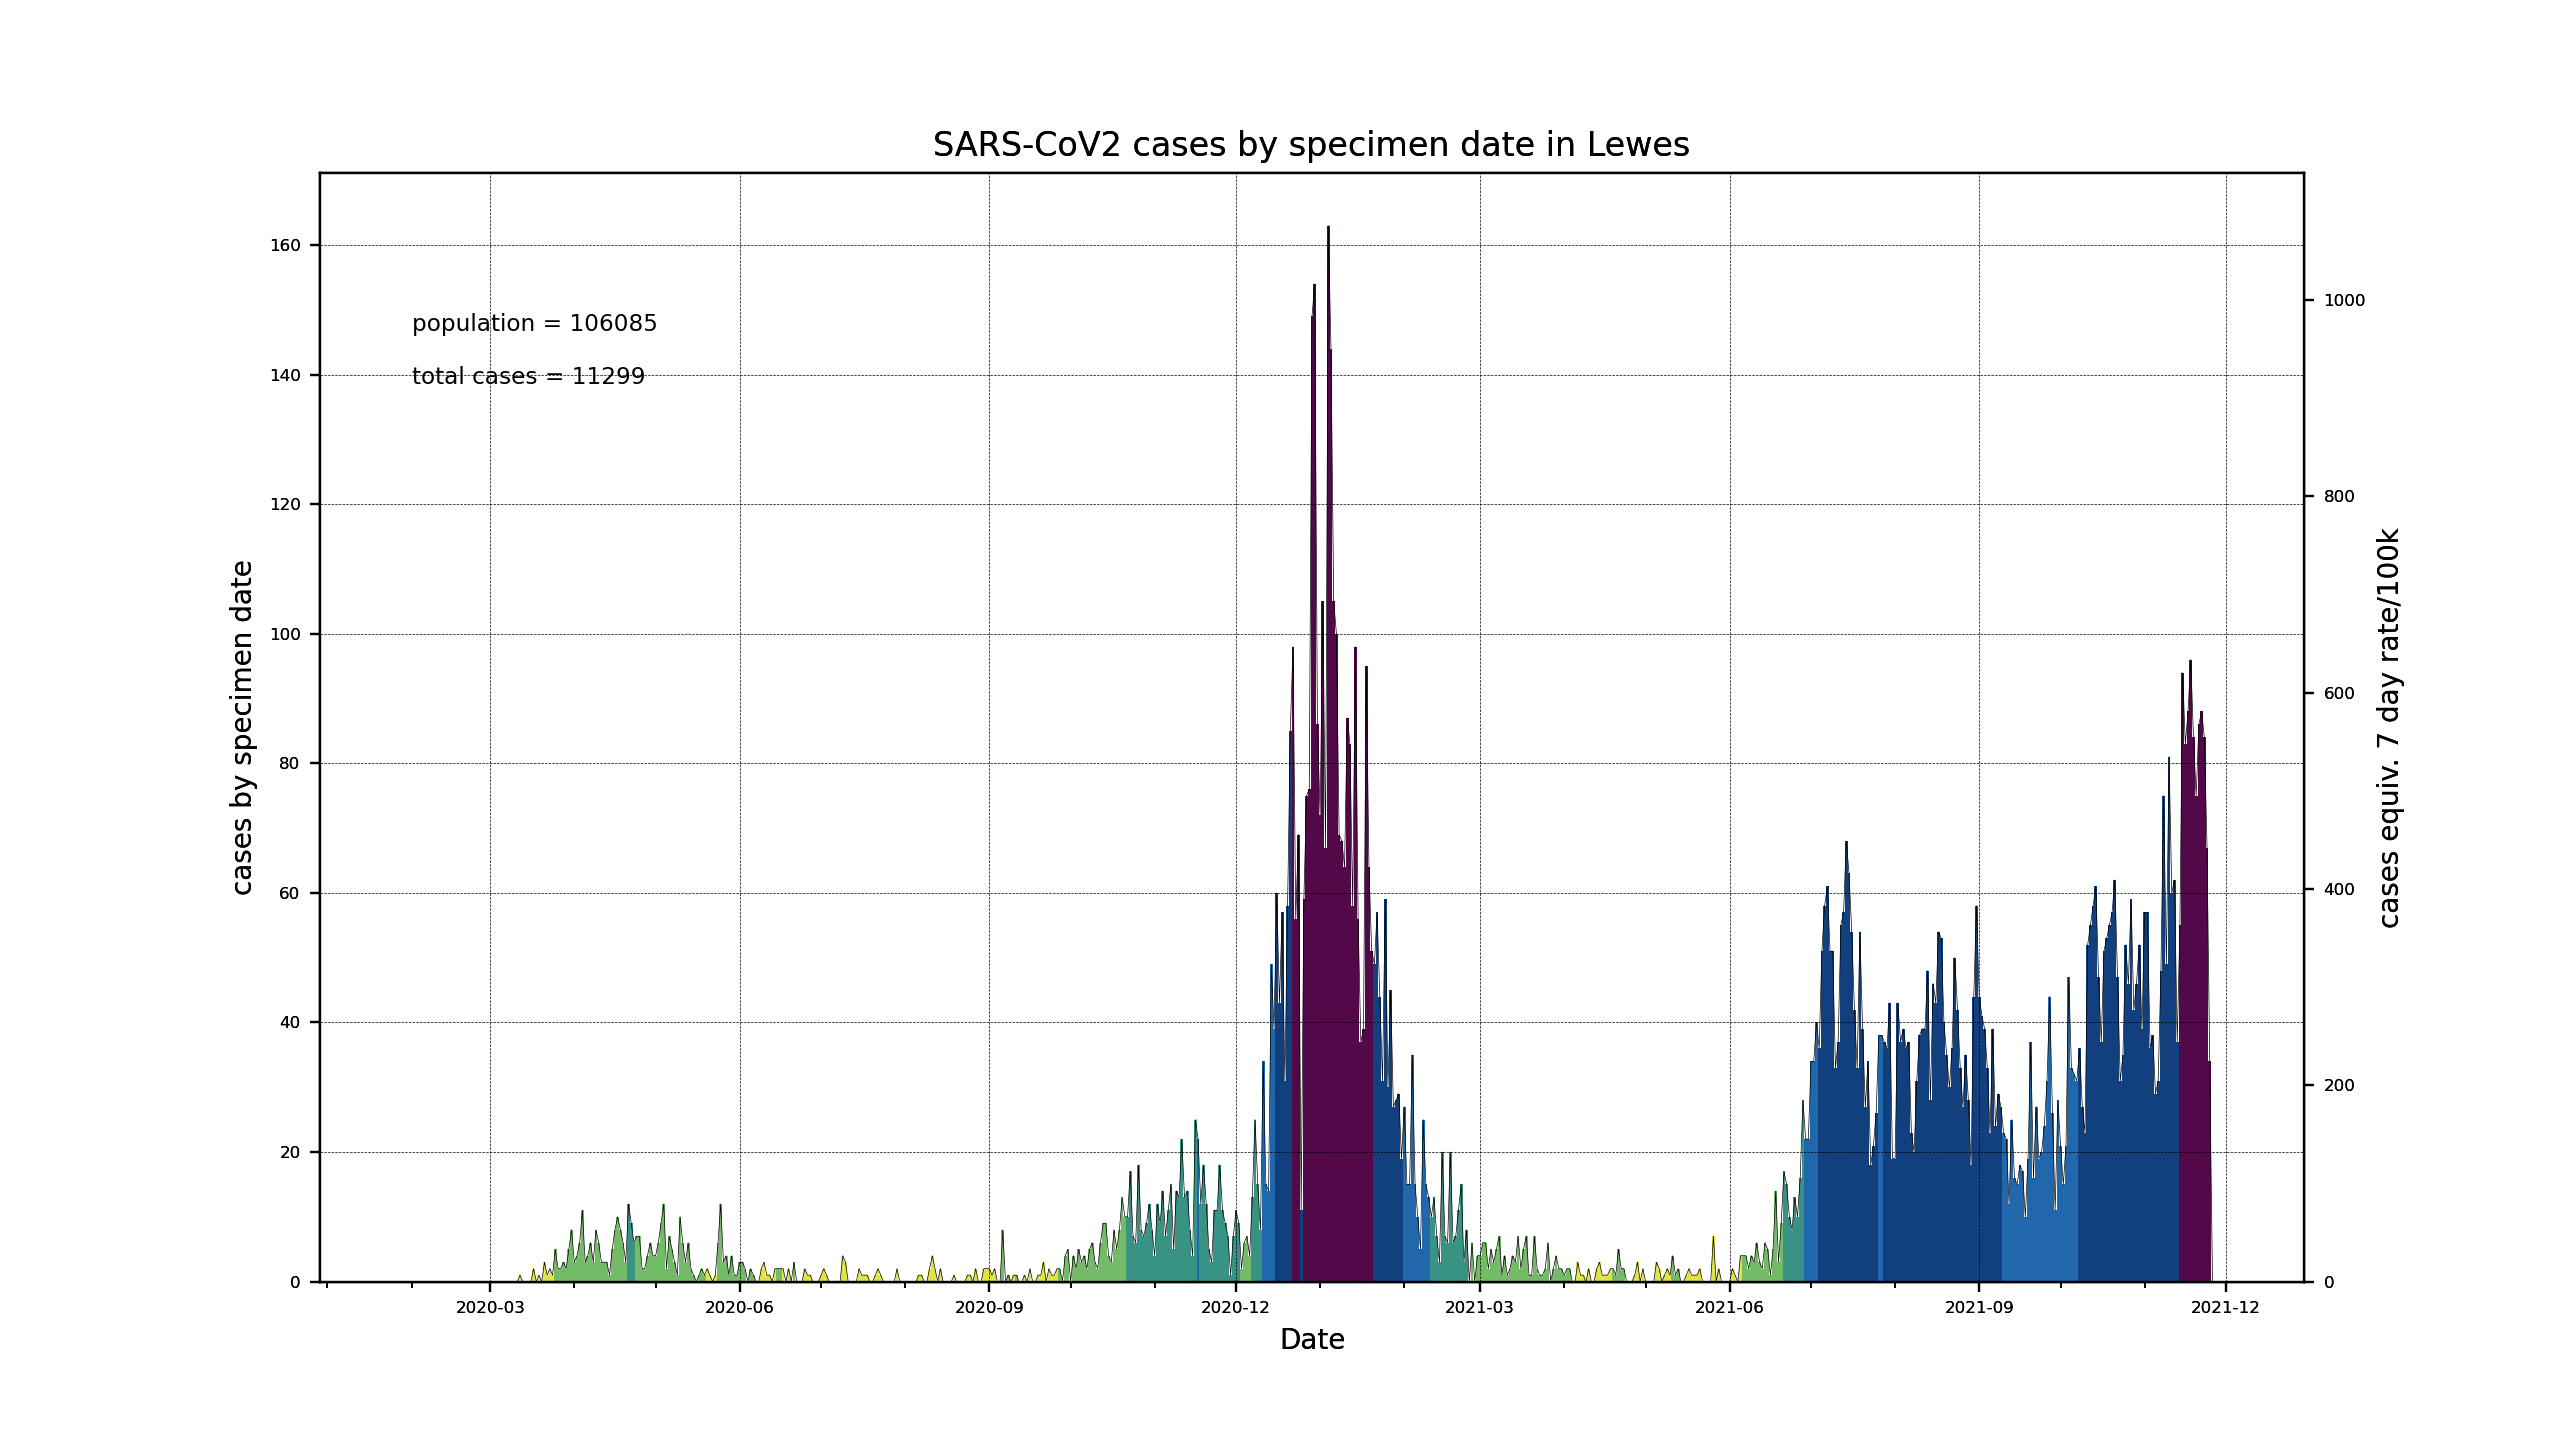 SARS-CoV2 cases by specimen date in Lewes
population = 106085
total cases = 11299
cases by specimen date
160
140
120
100
80
60
40
20
0
1000
800
600
400
200
0
cases equiv. 7 day rate/100k
2020-03 2020-06 2020-09 2020-12 2021-03 2021-06 2021-09 2021-12
Date